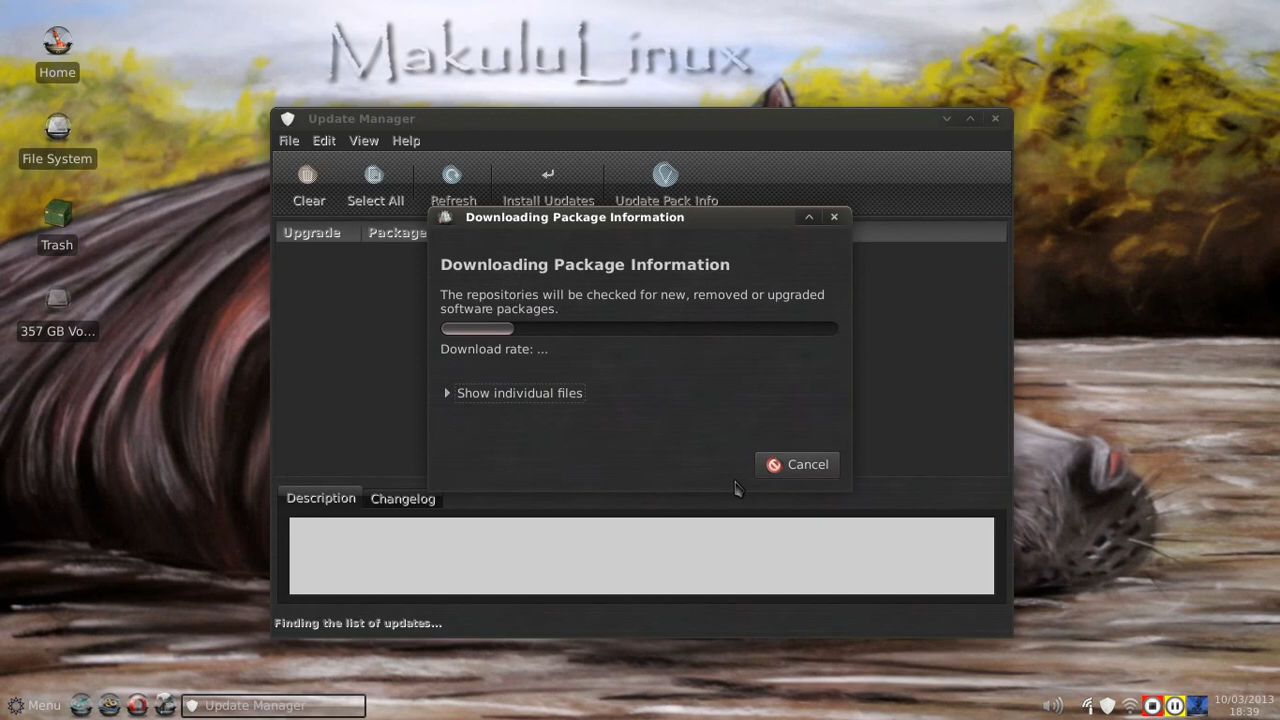 MakuluLinux
Home
File System
Trash
357 GB Vo...
Update Manager
File Edit View Help
Clear Select All Refresh Install Updates Update Pack Info
Upgrade Package
Downloading Package Information
Downloading Package Information
The repositories will be checked for new, removed or upgraded
software packages.
Download rate: ...
Show individual files
Cancel
Description Changelog
Finding the list of updates...
Menu Update Manager 10/03/2013
18:39